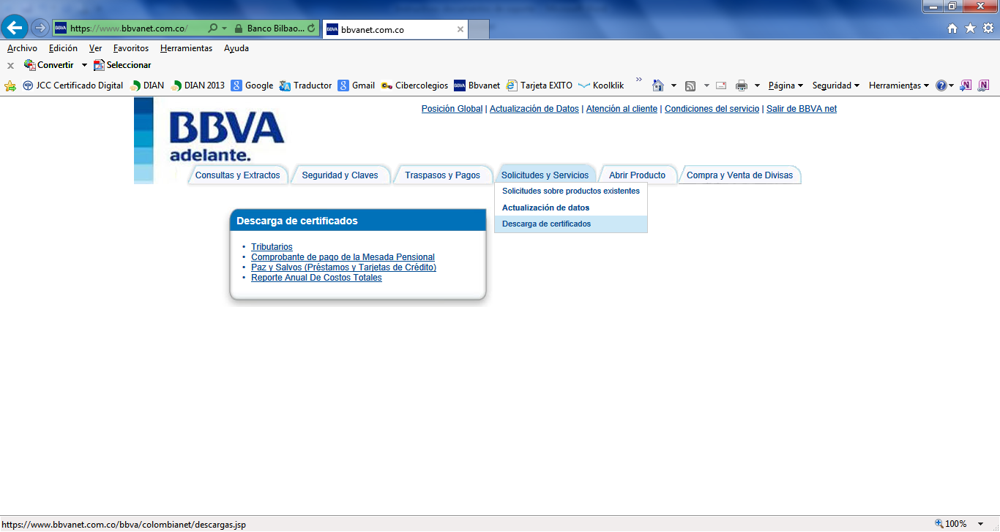 https://www.bbvanet.com.co/ Banco Bilbao... bbvanet.com.co
Archivo Edición Ver Favoritos Herramientas Ayuda
Convertir Seleccionar
JCC Certificado Digital DIAN DIAN 2013 Google Traductor Gmail Cibercolegios Bbvanet Tarjeta EXITO Koolklik » Página Seguridad Herramientas
Posición Global | Actualización de Datos | Atención al cliente | Condiciones del servicio | Salir de BBVA net
BBVA
adelante.
Consultas y Extractos Seguridad y Claves Traspasos y Pagos Solicitudes y Servicios Abrir Producto Compra y Venta de Divisas
Solicitudes sobre productos existentes
Actualización de datos
Descarga de certificados
Descarga de certificados
• Tributarios
• Comprobante de pago de la Mesada Pensional
• Paz y Salvos (Préstamos y Tarjetas de Crédito)
• Reporte Anual De Costos Totales
https://www.bbvanet.com.co/bbva/colombianet/descargas.jsp 100%